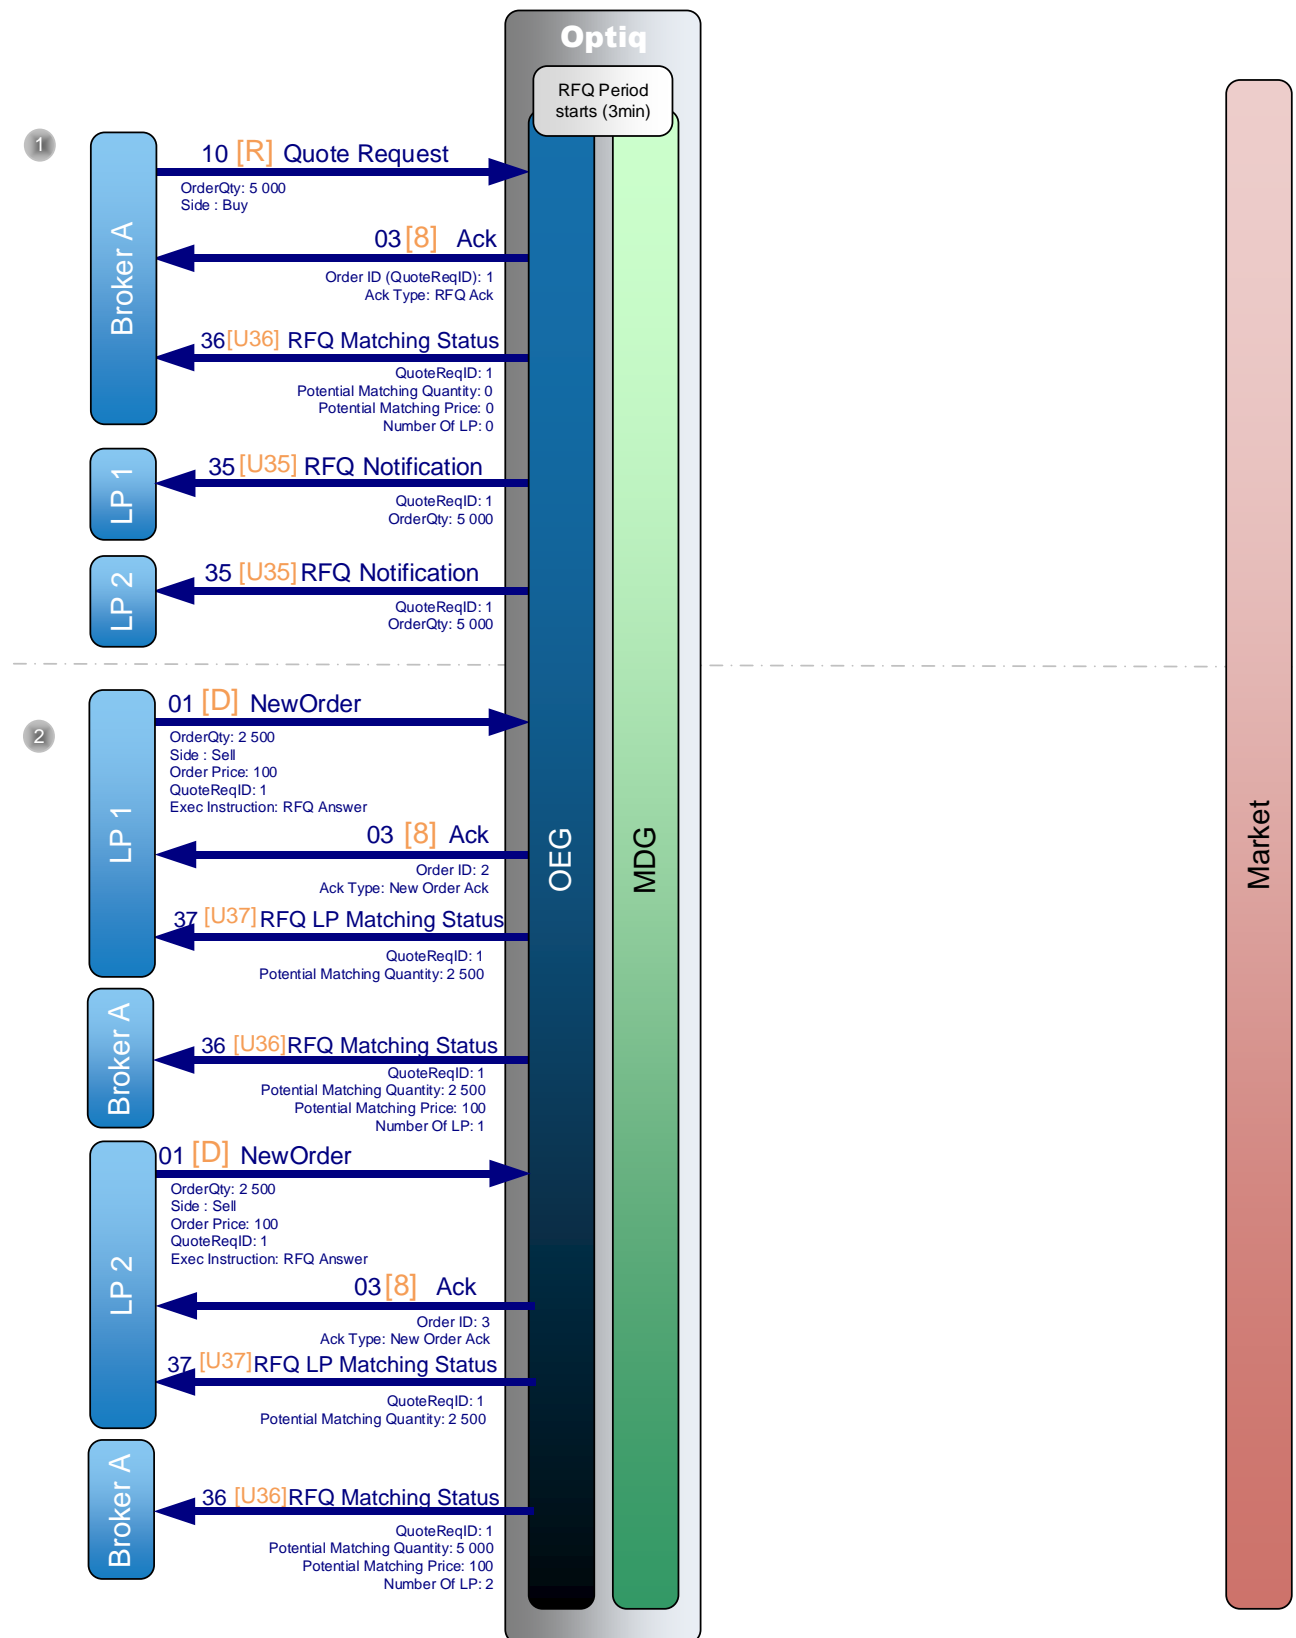 Optiq
RFQ Period
starts (3min)
1
Broker A
10 [R] Quote Request
OrderQty: 5 000
Side : Buy
03 [8] Ack
Order ID (QuoteReqID): 1
Ack Type: RFQ Ack
36 [U36] RFQ Matching Status
QuoteReqID: 1
Potential Matching Quantity: 0
Potential Matching Price: 0
Number Of LP: 0
LP 1
35 [U35] RFQ Notification
QuoteReqID: 1
OrderQty: 5 000
LP 2
35 [U35] RFQ Notification
QuoteReqID: 1
OrderQty: 5 000
2
LP 1
01 [D] NewOrder
OrderQty: 2 500
Side : Sell
Order Price: 100
QuoteReqID: 1
Exec Instruction: RFQ Answer
03 [8] Ack
Order ID: 2
Ack Type: New Order Ack
37 [U37] RFQ LP Matching Status
QuoteReqID: 1
Potential Matching Quantity: 2 500
OEG
MDG
Market
Broker A
36 [U36] RFQ Matching Status
QuoteReqID: 1
Potential Matching Quantity: 2 500
Potential Matching Price: 100
Number Of LP: 1
LP 2
01 [D] NewOrder
OrderQty: 2 500
Side : Sell
Order Price: 100
QuoteReqID: 1
Exec Instruction: RFQ Answer
03 [8] Ack
Order ID: 3
Ack Type: New Order Ack
37 [U37] RFQ LP Matching Status
QuoteReqID: 1
Potential Matching Quantity: 2 500
Broker A
36 [U36] RFQ Matching Status
QuoteReqID: 1
Potential Matching Quantity: 5 000
Potential Matching Price: 100
Number Of LP: 2